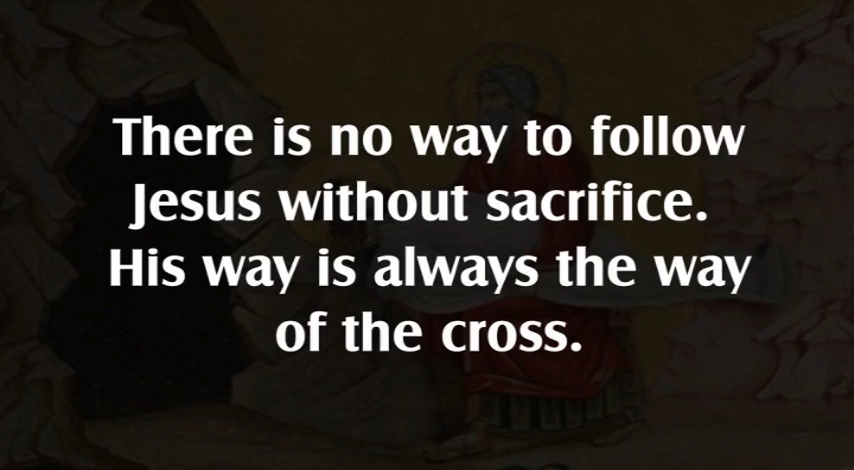 There is no way to follow
Jesus without sacrifice.
His way is always the way
of the cross.